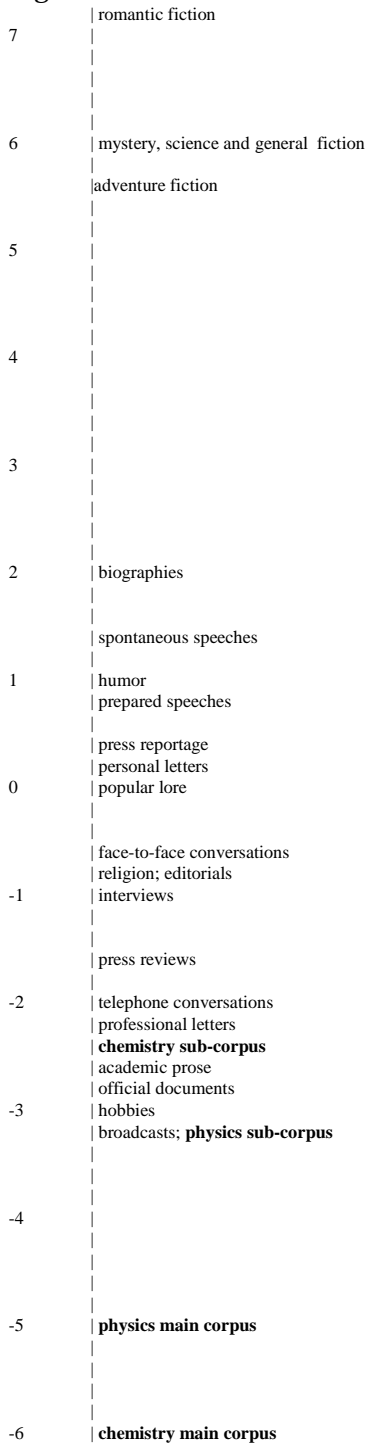 romantic fiction
7
6 mystery, science and general fiction
adventure fiction
5
4
3
2 biographies
spontaneous speeches
1 humor
prepared speeches
press reportage
personal letters
0 popular lore
face-to-face conversations
religion; editorials
-1 interviews
press reviews
-2 telephone conversations
professional letters
chemistry sub-corpus
academic prose
official documents
-3 hobbies
broadcasts; physics sub-corpus
-4
-5 physics main corpus
-6 chemistry main corpus